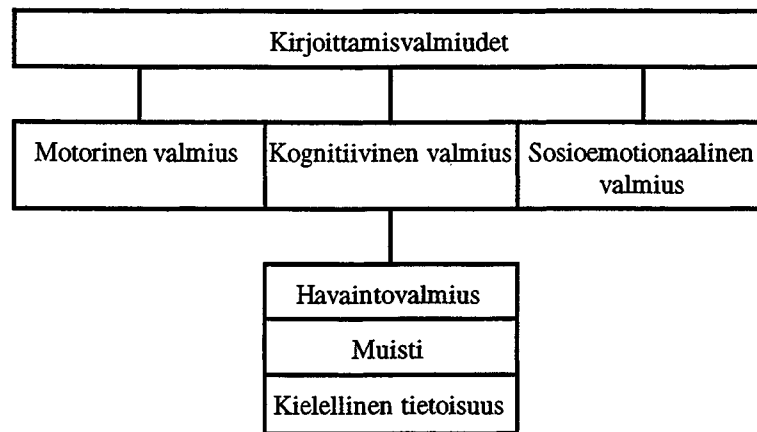 Kirjoittamisvalmiudet
Motorinen valmius
Kognitiivinen valmius
Sosioemotionaalinen
valmius
Havaintovalmius
Muisti
Kielellinen tietoisuus